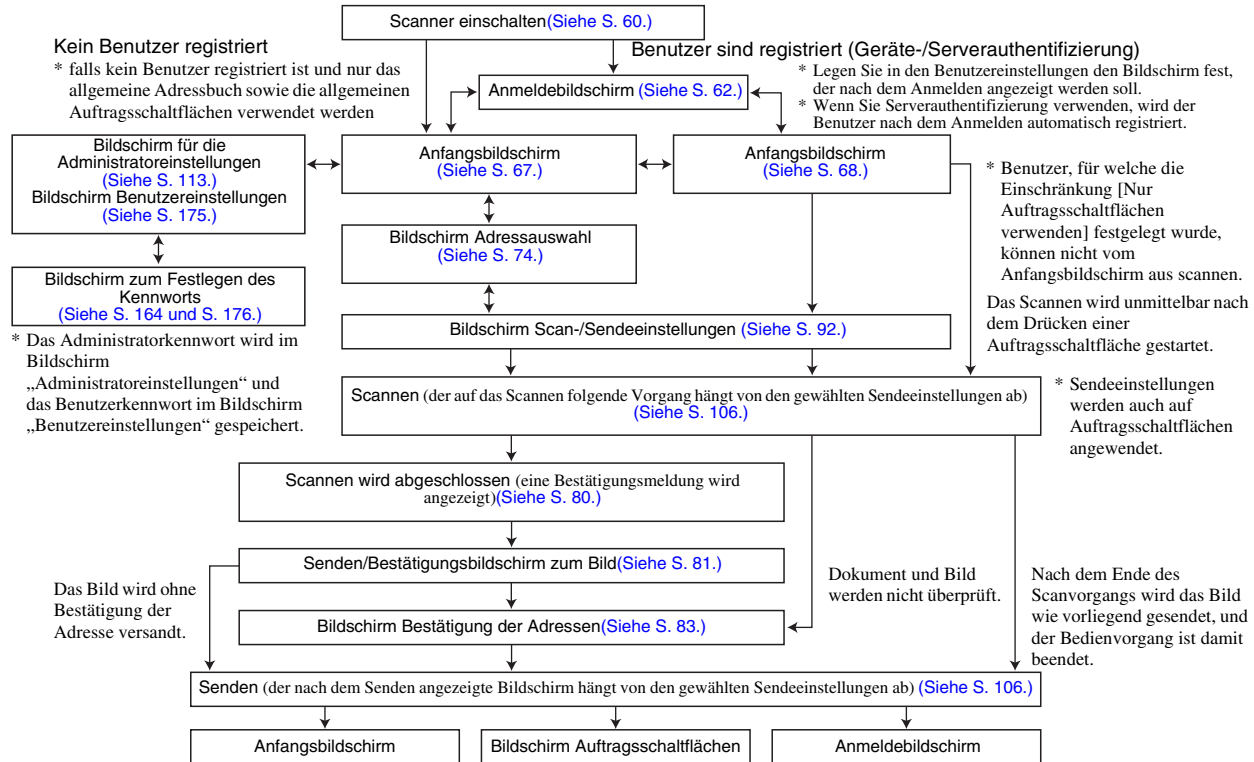 Scanner einschalten(Siehe S. 60.)
Kein Benutzer registriert
* falls kein Benutzer registriert ist und nur das
allgemeine Adressbuch sowie die allgemeinen
Auftragsschaltflächen verwendet werden
Benutzer sind registriert (Geräte-/Serverauthentifizierung)
Anmeldebildschirm (Siehe S. 62.)
* Legen Sie in den Benutzereinstellungen den Bildschirm fest,
der nach dem Anmelden angezeigt werden soll.
* Wenn Sie Serverauthentifizierung verwenden, wird der
Benutzer nach dem Anmelden automatisch registriert.
Bildschirm für die
Administratoreinstellungen
(Siehe S. 113.)
Bildschirm Benutzereinstellungen
(Siehe S. 175.)
Anfangsbildschirm
(Siehe S. 67.)
Anfangsbildschirm
(Siehe S. 68.)
* Benutzer, für welche die
Einschränkung [Nur
Auftragsschaltflächen
verwenden] festgelegt wurde,
können nicht vom
Anfangsbildschirm aus scannen.
Das Scannen wird unmittelbar nach
dem Drücken einer
Auftragsschaltfläche gestartet.
Bildschirm Adressauswahl
(Siehe S. 74.)
Bildschirm zum Festlegen des
Kennworts
(Siehe S. 164 und S. 176.)
* Das Administratorkennwort wird im
Bildschirm
„Administratoreinstellungen“ und
das Benutzerkennwort im Bildschirm
„Benutzereinstellungen“ gespeichert.
Bildschirm Scan-/Sendeeinstellungen (Siehe S. 92.)
Scannen (der auf das Scannen folgende Vorgang hängt von den gewählten Sendeeinstellungen ab)
(Siehe S. 106.)
* Sendeeinstellungen
werden auch auf
Auftragsschaltflächen
angewendet.
Scannen wird abgeschlossen (eine Bestätigungsmeldung wird
angezeigt)(Siehe S. 80.)
Senden/Bestätigungsbildschirm zum Bild(Siehe S. 81.)
Das Bild wird ohne
Bestätigung der
Adresse versandt.
Dokument und Bild
werden nicht überprüft.
Nach dem Ende des
Scanvorgangs wird das Bild
wie vorliegend gesendet, und
der Bedienvorgang ist damit
beendet.
Bildschirm Bestätigung der Adressen(Siehe S. 83.)
Senden (der nach dem Senden angezeigte Bildschirm hängt von den gewählten Sendeeinstellungen ab) (Siehe S. 106.)
Anfangsbildschirm
Bildschirm Auftragsschaltflächen
Anmeldebildschirm